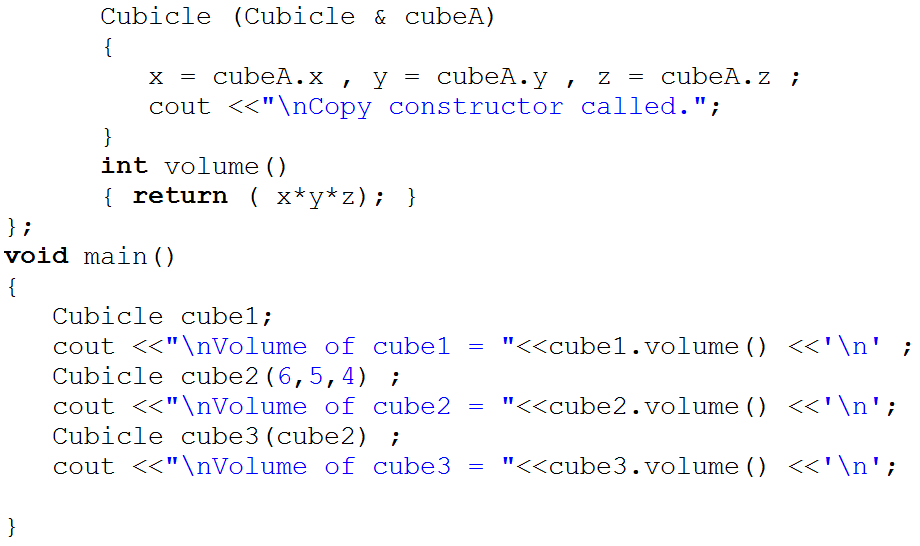 Cubicle (Cubicle & cubeA)
{
x = cubeA.x , y = cubeA.y , z = cubeA.z ;
cout <<"\nCopy constructor called.";
}
int volume()
{ return ( x*y*z); }
};
void main()
{
Cubicle cube1;
cout <<"\nVolume of cube1 = "<<cube1.volume() <<'\n' ;
Cubicle cube2(6,5,4) ;
cout <<"\nVolume of cube2 = "<<cube2.volume() <<'\n';
Cubicle cube3(cube2) ;
cout <<"\nVolume of cube3 = "<<cube3.volume() <<'\n';
}